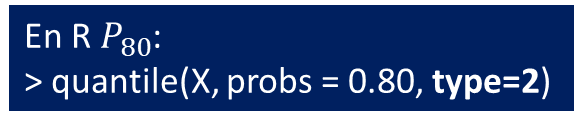 En R P₈₀:
> quantile(X, probs = 0.80, type=2)